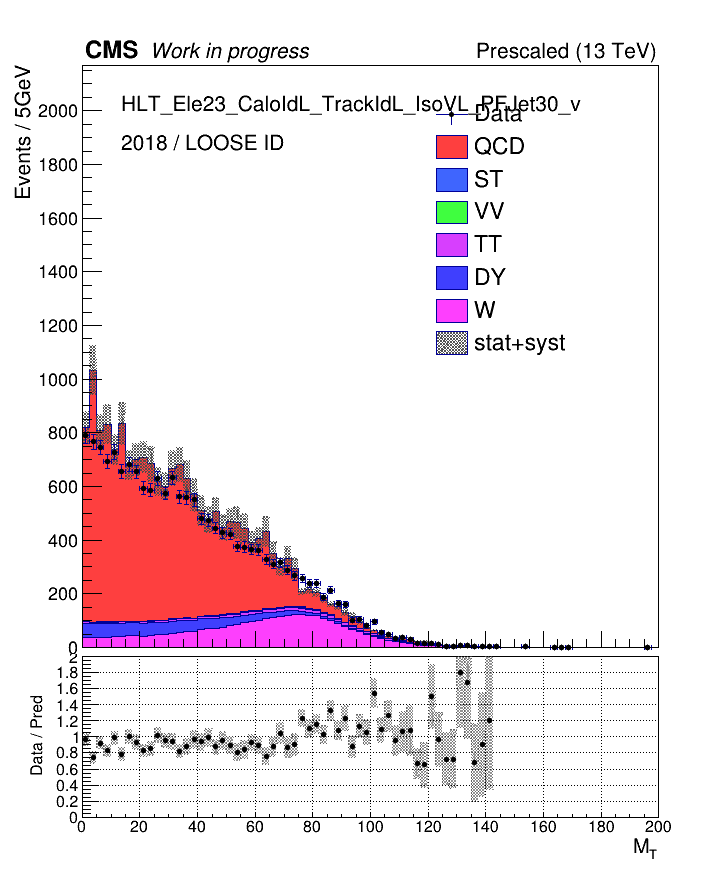 CMS Work in progress Prescaled (13 TeV)
Events / 5GeV
HLT_Ele23_CaloIdL_TrackIdL_IsoVL_PFJet30_v
2018 / LOOSE ID
Data
QCD
ST
VV
TT
DY
W
stat+syst
2000
1800
1600
1400
1200
1000
800
600
400
200
0
Data / Pred
2
1.8
1.6
1.4
1.2
1
0.8
0.6
0.4
0.2
0
0 20 40 60 80 100 120 140 160 180 200
M_T